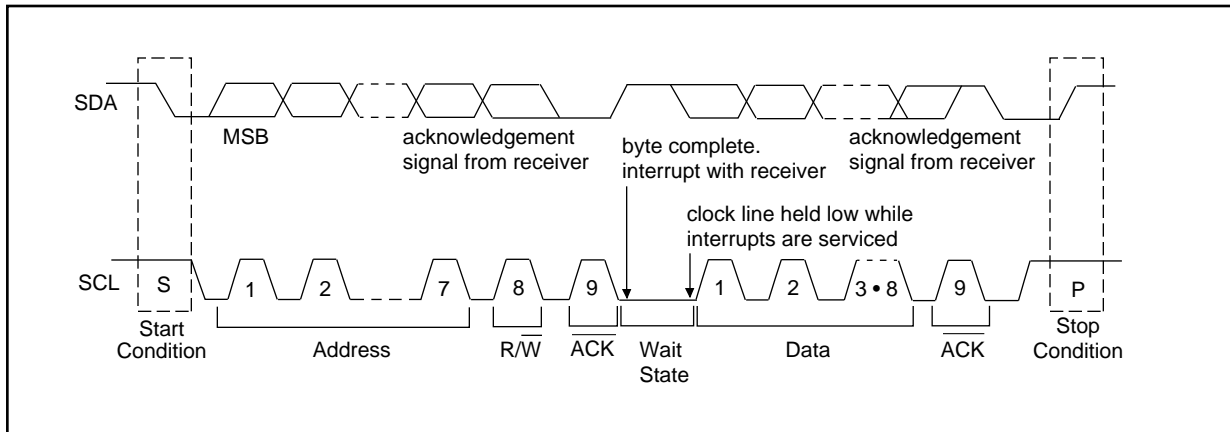 SDA
MSB
acknowledgement
signal from receiver
byte complete.
interrupt with receiver
acknowledgement
signal from receiver
clock line held low while
interrupts are serviced
SCL
S
1
2
7
8
9
1
2
3 • 8
9
P
Start
Condition
Address
R/W̅
A̅C̅K̅
Wait
State
Data
A̅C̅K̅
Stop
Condition